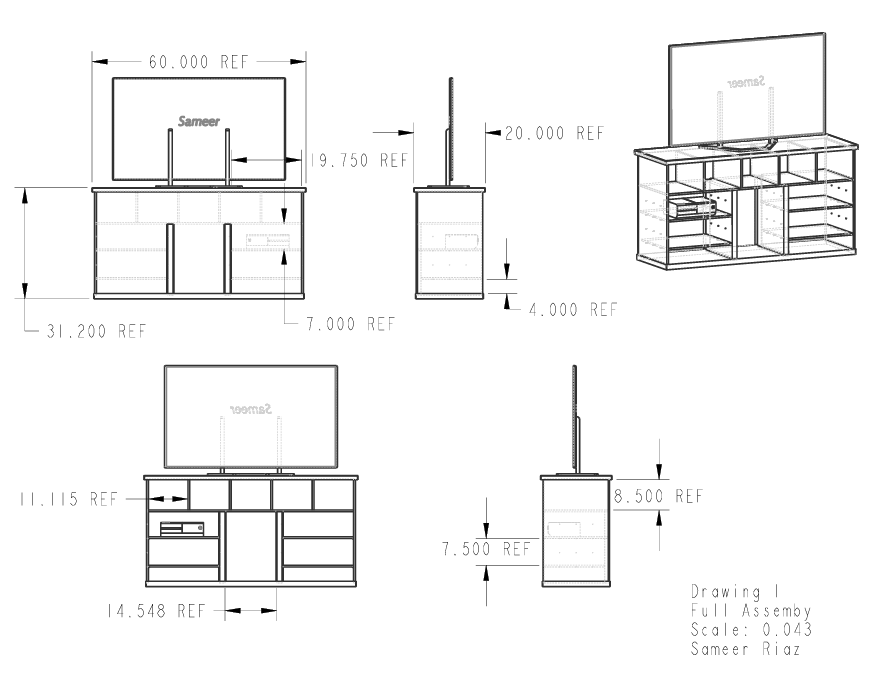 60.000 REF
Sameer
19.750 REF
20.000 REF
Sameer
31.200 REF
7.000 REF
4.000 REF
Sameer
11.115 REF
8.500 REF
7.500 REF
14.548 REF
Drawing 1
Full Assemby
Scale: 0.043
Sameer Riaz